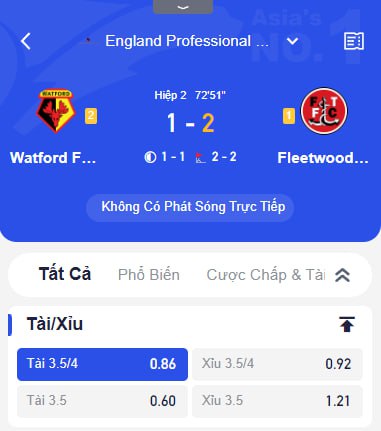 Asia's
NO.1
England Professional ...
Hiệp 2 72'51"
WATFORD
2
1 - 2
1
F T
F C
Watford F...
1 - 1
2 - 2
Fleetwood...
Không Có Phát Sóng Trực Tiếp
Tất Cả
Phổ Biến
Cược Chấp & Tài
Tài/Xỉu
Tài 3.5/4 0.86
Xỉu 3.5/4 0.92
Tài 3.5 0.60
Xỉu 3.5 1.21